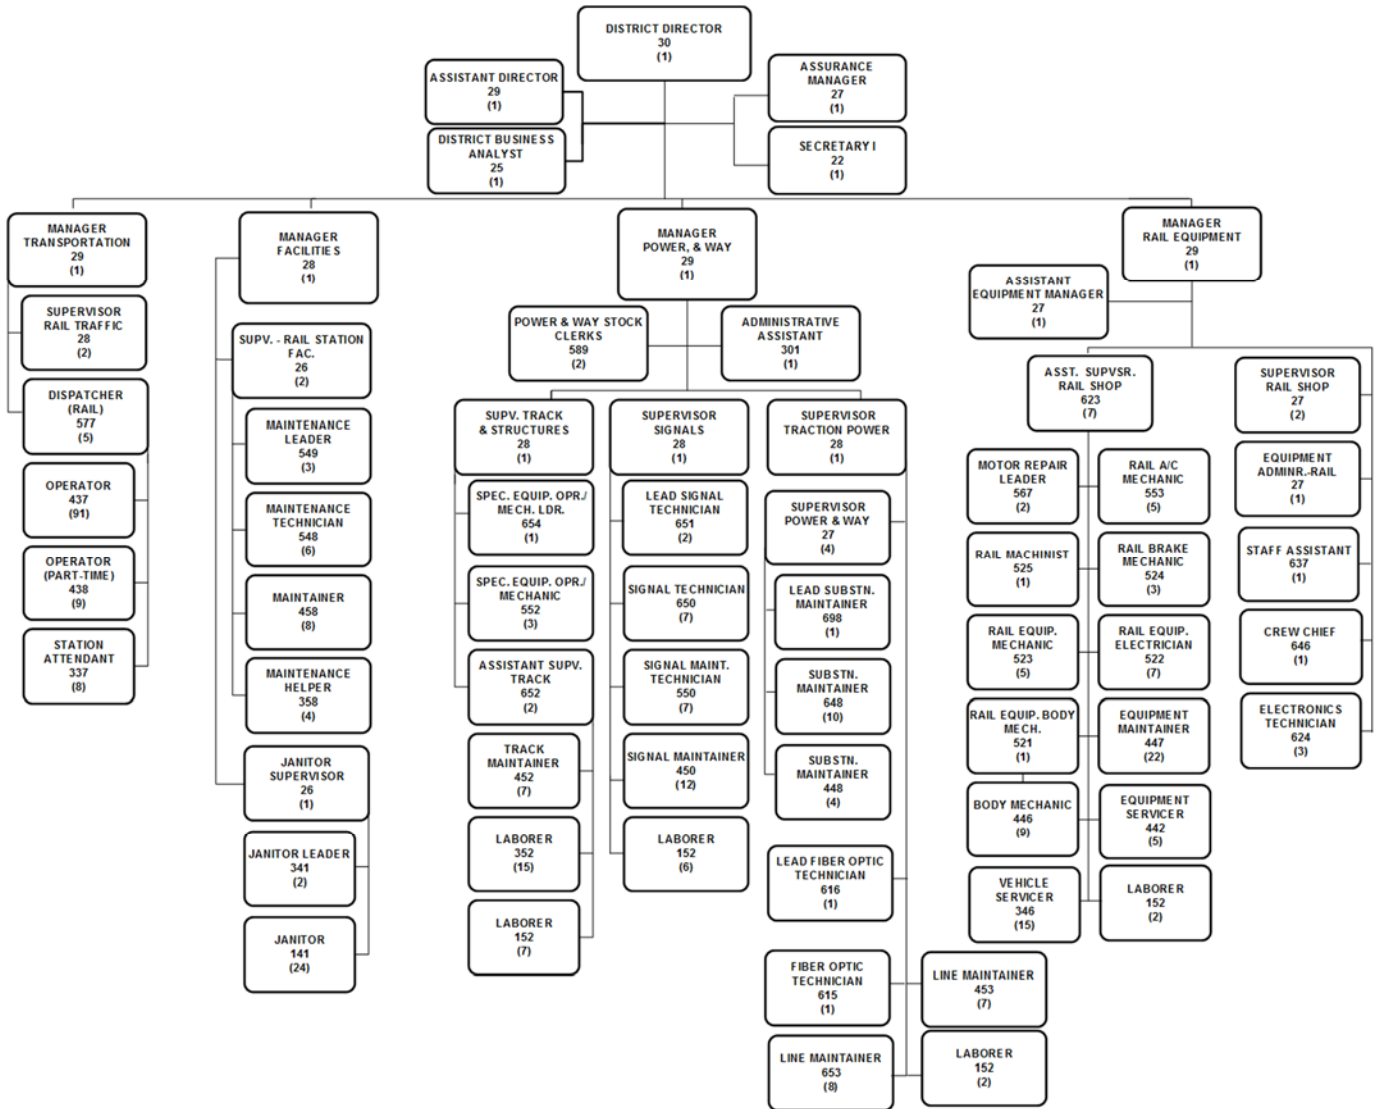 DISTRICT DIRECTOR
30
(1)
ASSISTANT DIRECTOR
29
(1)
ASSURANCE
MANAGER
27
(1)
DISTRICT BUSINESS
ANALYST
25
(1)
SECRETARY I
22
(1)
MANAGER
TRANSPORTATION
29
(1)
SUPERVISOR
RAIL TRAFFIC
28
(2)
DISPATCHER
(RAIL)
577
(5)
OPERATOR
437
(91)
OPERATOR
(PART-TIME)
438
(9)
STATION
ATTENDANT
337
(8)
MANAGER
FACILITIES
28
(1)
SUPV. - RAIL STATION
FAC.
26
(2)
MAINTENANCE
LEADER
549
(3)
MAINTENANCE
TECHNICIAN
548
(6)
MAINTAINER
458
(8)
MAINTENANCE
HELPER
358
(4)
JANITOR
SUPERVISOR
26
(1)
JANITOR LEADER
341
(2)
JANITOR
141
(24)
MANAGER
POWER, & WAY
29
(1)
POWER & WAY STOCK
CLERKS
589
(2)
ADMINISTRATIVE
ASSISTANT
301
(1)
SUPV. TRACK
& STRUCTURES
28
(1)
SPEC. EQUIP. OPR./
MECH. LDR.
654
(1)
SPEC. EQUIP. OPR./
MECHANIC
552
(3)
ASSISTANT SUPV.
TRACK
652
(2)
TRACK
MAINTAINER
452
(7)
LABORER
352
(15)
LABORER
152
(7)
SUPERVISOR
SIGNALS
28
(1)
LEAD SIGNAL
TECHNICIAN
651
(2)
SIGNAL TECHNICIAN
650
(7)
SIGNAL MAINT.
TECHNICIAN
550
(7)
SIGNAL MAINTAINER
450
(12)
LABORER
152
(6)
SUPERVISOR
TRACTION POWER
28
(1)
SUPERVISOR
POWER & WAY
27
(4)
LEAD SUBSTN.
MAINTAINER
698
(1)
SUBSTN.
MAINTAINER
648
(10)
SUBSTN.
MAINTAINER
448
(4)
LEAD FIBER OPTIC
TECHNICIAN
616
(1)
FIBER OPTIC
TECHNICIAN
615
(1)
LINE MAINTAINER
453
(7)
LINE MAINTAINER
653
(8)
LABORER
152
(2)
MANAGER
RAIL EQUIPMENT
29
(1)
ASSISTANT
EQUIPMENT MANAGER
27
(1)
ASST. SUPVSR.
RAIL SHOP
623
(7)
MOTOR REPAIR
LEADER
567
(2)
RAIL A/C
MECHANIC
553
(5)
RAIL MACHINIST
525
(1)
RAIL BRAKE
MECHANIC
524
(3)
RAIL EQUIP.
MECHANIC
523
(5)
RAIL EQUIP.
ELECTRICIAN
522
(7)
RAIL EQUIP. BODY
MECH.
521
(1)
EQUIPMENT
MAINTAINER
447
(22)
BODY MECHANIC
446
(9)
EQUIPMENT
SERVICER
442
(5)
VEHICLE
SERVICER
346
(15)
LABORER
152
(2)
SUPERVISOR
RAIL SHOP
27
(2)
EQUIPMENT
ADMINR.-RAIL
27
(1)
STAFF ASSISTANT
637
(1)
CREW CHIEF
646
(1)
ELECTRONICS
TECHNICIAN
624
(3)